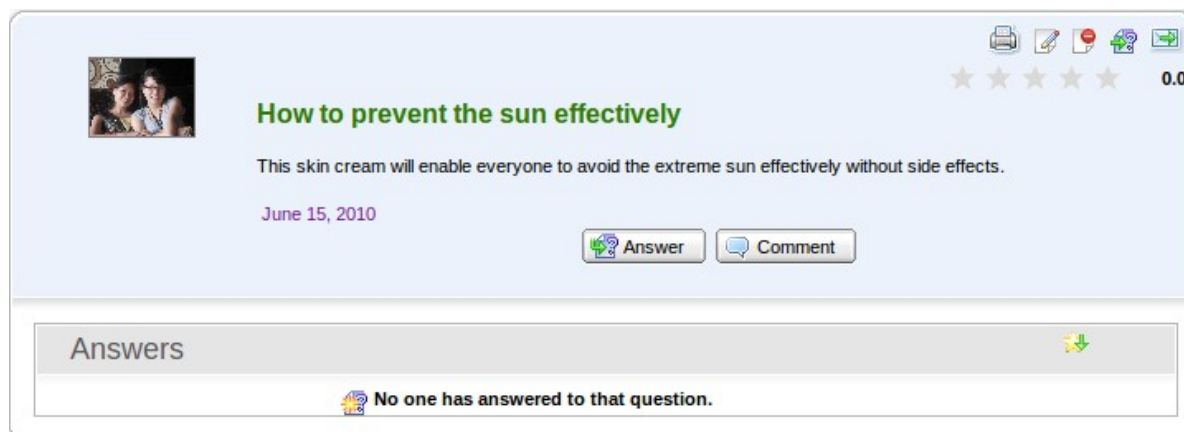 0.0
How to prevent the sun effectively
This skin cream will enable everyone to avoid the extreme sun effectively without side effects.
June 15, 2010
Answer Comment
Answers
No one has answered to that question.